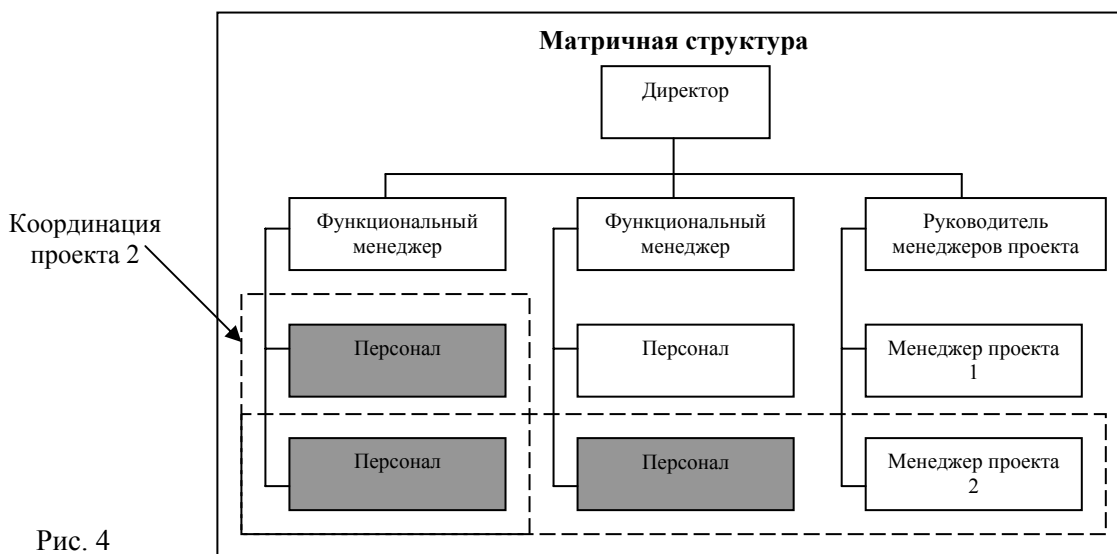 Матричная структура
Директор
Координация
проекта 2
Функциональный
менеджер
Функциональный
менеджер
Руководитель
менеджеров проекта
Персонал
Персонал
Менеджер проекта
1
Персонал
Персонал
Менеджер проекта
2
Рис. 4